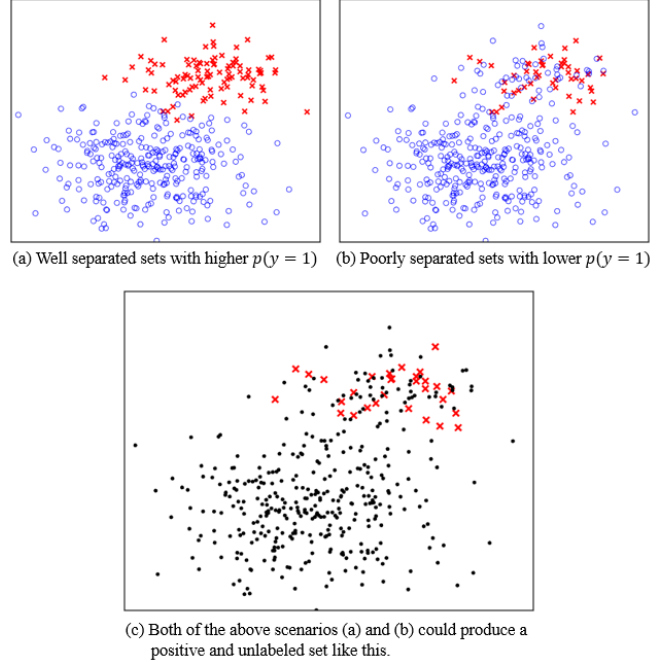 (a) Well separated sets with higher p(y = 1)
(b) Poorly separated sets with lower p(y = 1)
(c) Both of the above scenarios (a) and (b) could produce a
positive and unlabeled set like this.